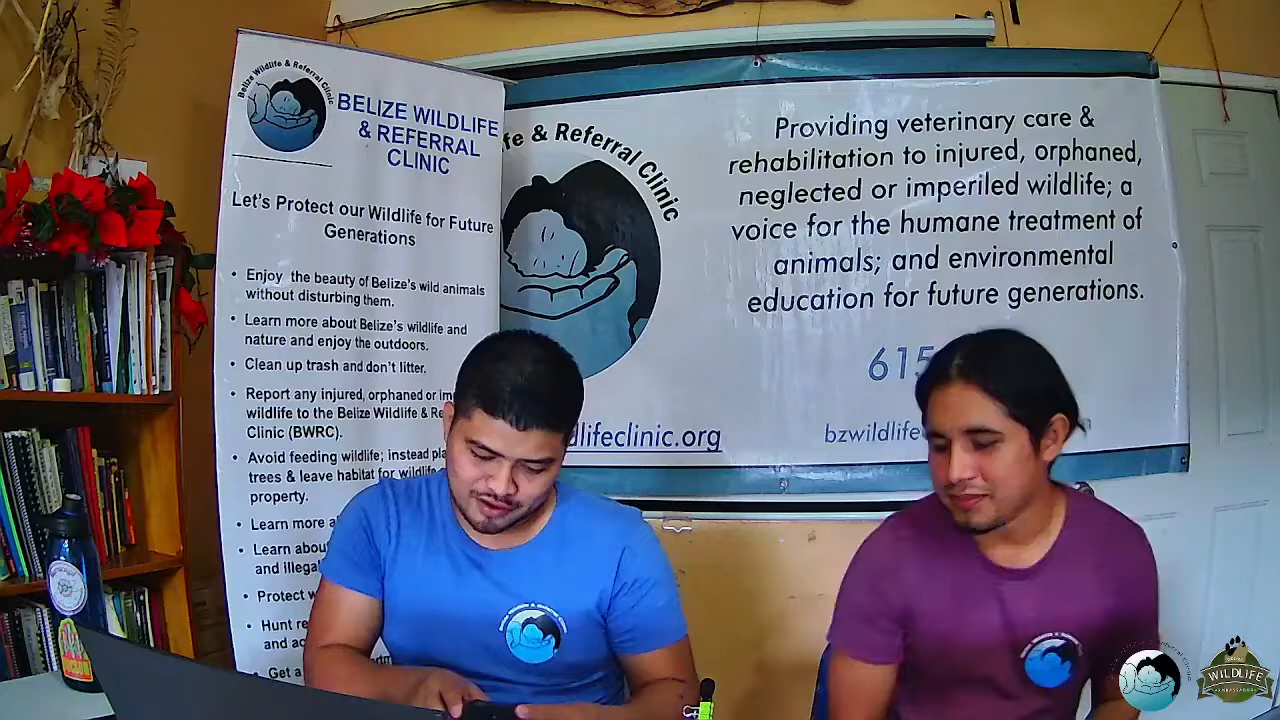 Belize Wildlife & Referral Clinic
BELIZE WILDLIFE
& REFERRAL
CLINIC
Let's Protect our Wildlife for Future
Generations
• Enjoy the beauty of Belize's wild animals
without disturbing them.
• Learn more about Belize's wildlife and
nature and enjoy the outdoors.
• Clean up trash and don't litter.
• Report any injured, orphaned or im
wildlife to the Belize Wildlife & Re
Clinic (BWRC).
• Avoid feeding wildlife; instead pla
trees & leave habitat for wildlife
property.
• Learn more a
• Learn abou
and illega
• Protect w
• Hunt re
and ac
• Get a
ife & Referral Clinic
Providing veterinary care &
rehabilitation to injured, orphaned,
neglected or imperiled wildlife; a
voice for the humane treatment of
animals; and environmental
education for future generations.
615
dlifeclinic.org
bzwildlife
WILDLIFE
AMBASSADOR